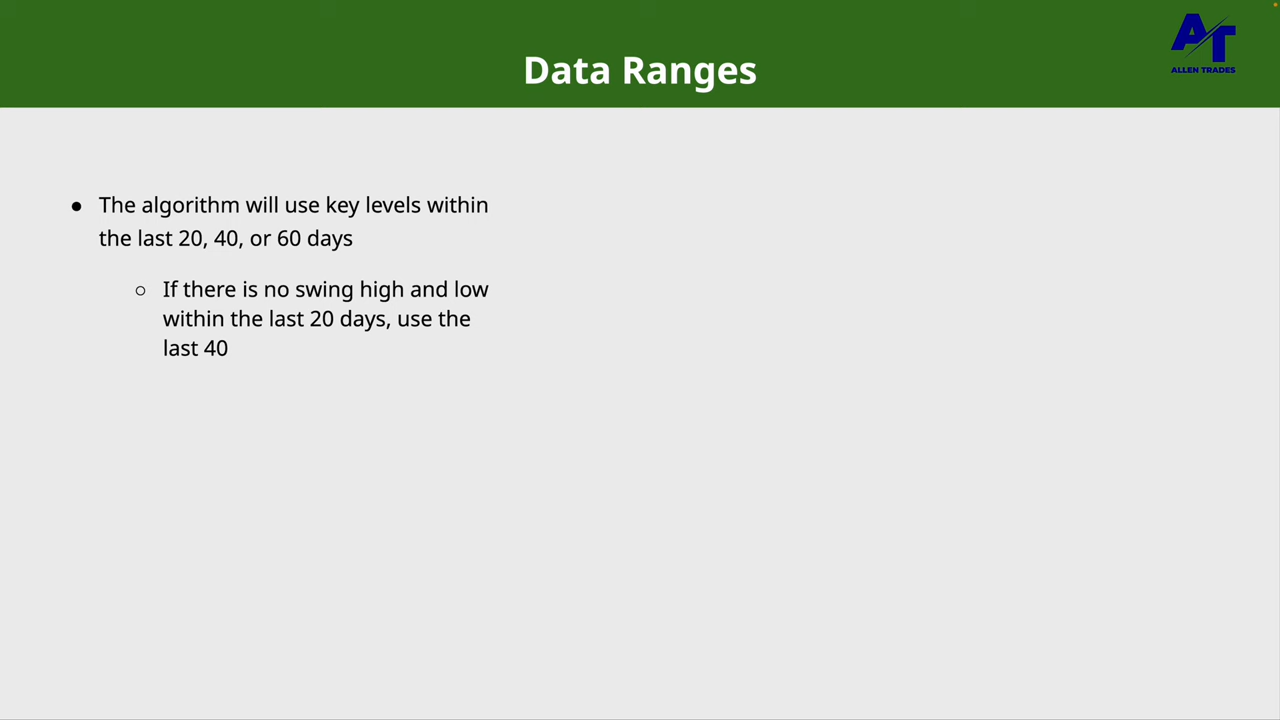 Data Ranges
AT
ALLEN TRADES
● The algorithm will use key levels within
the last 20, 40, or 60 days
○ If there is no swing high and low
within the last 20 days, use the
last 40